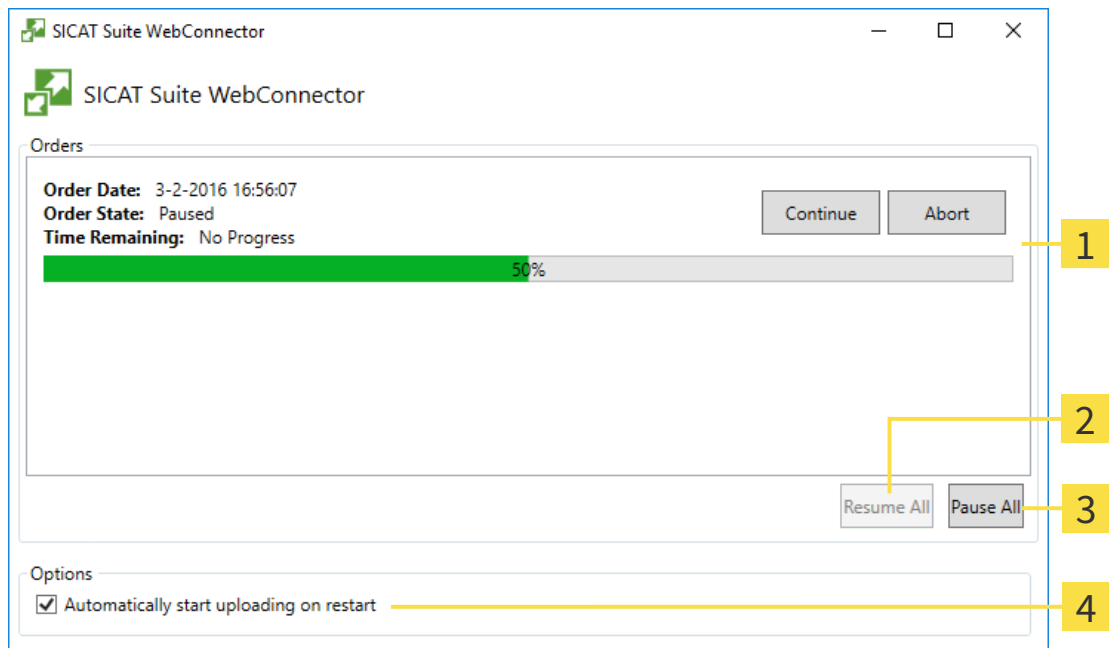 SICAT Suite WebConnector
SICAT Suite WebConnector
Orders
Order Date: 3-2-2016 16:56:07
Order State: Paused
Time Remaining: No Progress
Continue
Abort
1
50%
2
Resume All
Pause All
3
Options
Automatically start uploading on restart
4